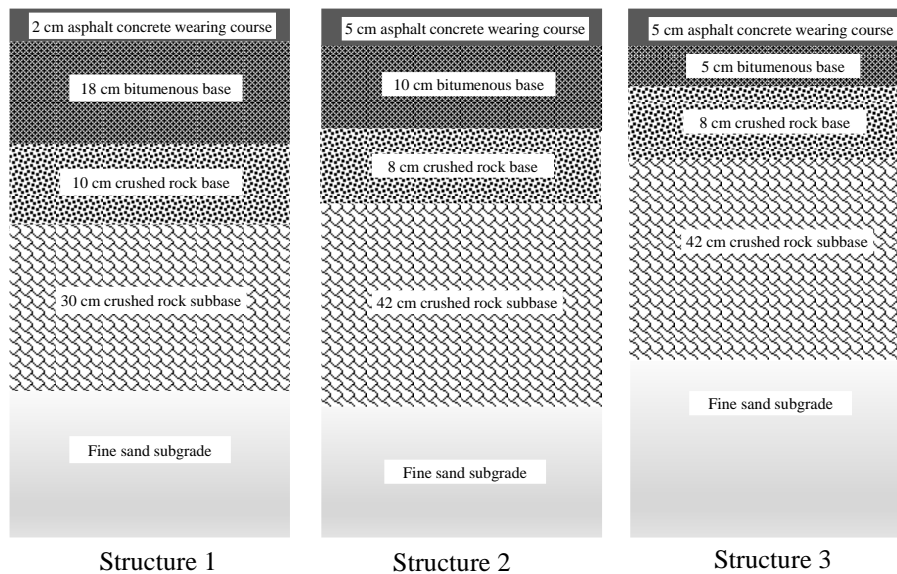 2 cm asphalt concrete wearing course
18 cm bitumenous base
10 cm crushed rock base
30 cm crushed rock subbase
Fine sand subgrade
Structure 1
5 cm asphalt concrete wearing course
10 cm bitumenous base
8 cm crushed rock base
42 cm crushed rock subbase
Fine sand subgrade
Structure 2
5 cm asphalt concrete wearing course
5 cm bitumenous base
8 cm crushed rock base
42 cm crushed rock subbase
Fine sand subgrade
Structure 3